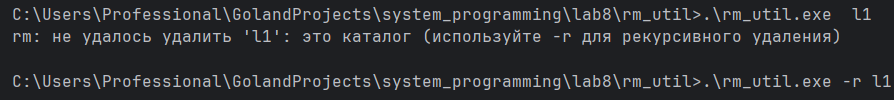 C:\Users\Professional\GolandProjects\system_programming\lab8\rm_util>.\rm_util.exe  l1
rm: не удалось удалить 'l1': это каталог (используйте -r для рекурсивного удаления)
C:\Users\Professional\GolandProjects\system_programming\lab8\rm_util>.\rm_util.exe -r l1